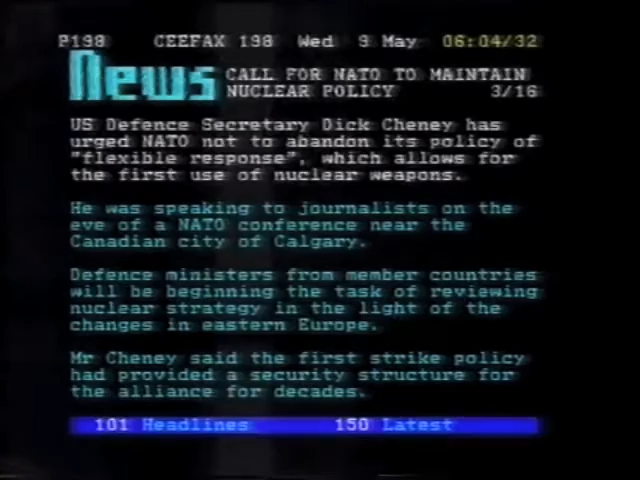 P198 CEEFAX 198 Wed 9 May 06:04/32
News CALL FOR NATO TO MAINTAIN
NUCLEAR POLICY 3/16
US Defence Secretary Dick Cheney has
urged NATO not to abandon its policy of
"flexible response", which allows for
the first use of nuclear weapons.
He was speaking to journalists on the
eve of a NATO conference near the
Canadian city of Calgary.
Defence ministers from member countries
will be beginning the task of reviewing
nuclear strategy in the light of the
changes in eastern Europe.
Mr Cheney said the first strike policy
had provided a security structure for
the alliance for decades.
101 Headlines 150 Latest